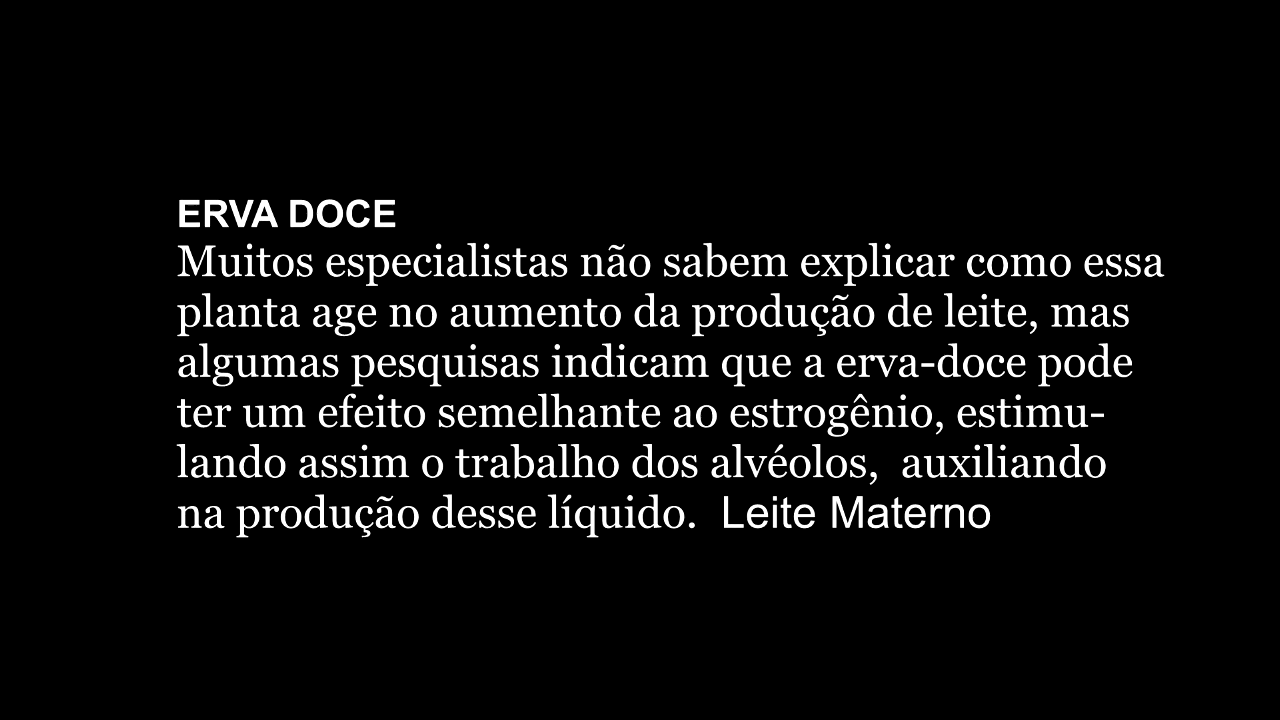 ERVA DOCE
Muitos especialistas não sabem explicar como essa
planta age no aumento da produção de leite, mas
algumas pesquisas indicam que a erva-doce pode
ter um efeito semelhante ao estrogênio, estimu-
lando assim o trabalho dos alvéolos,  auxiliando
na produção desse líquido.  Leite Materno